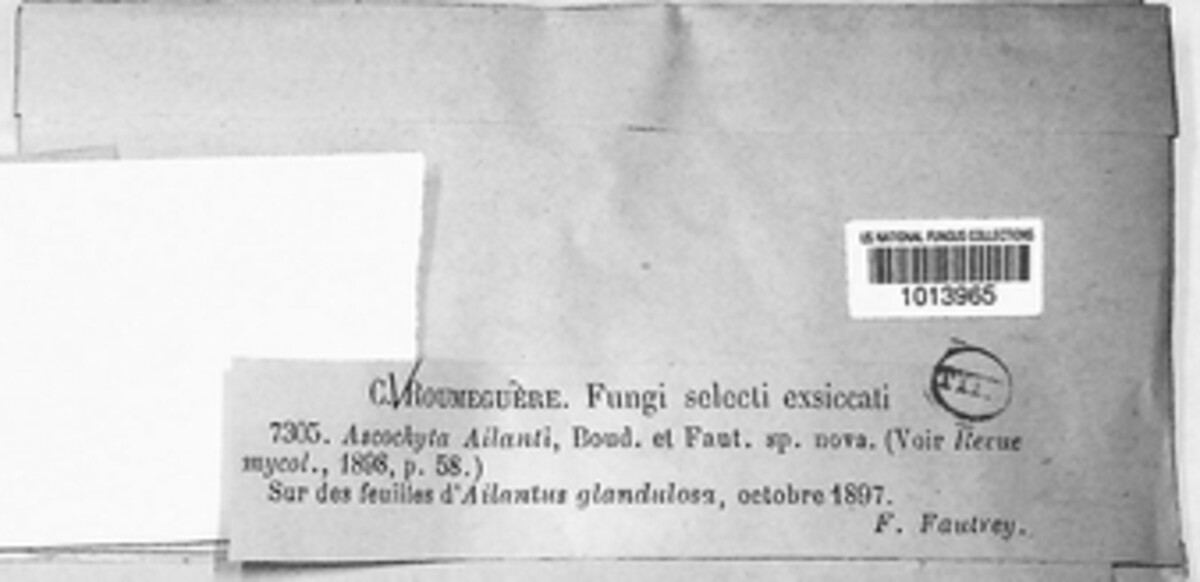 US NATIONAL FUNGUS COLLECTIONS
1013965
C. ROUMEGUÈRE. Fungi selecti exsiccati
7305. Ascochyta Ailanti, Boud. et Faut. sp. nova. (Voir Revue
mycol., 1898, p. 58.)
Sur des feuilles d'Ailantus glandulosa, octobre 1897.
F. Fautrey.